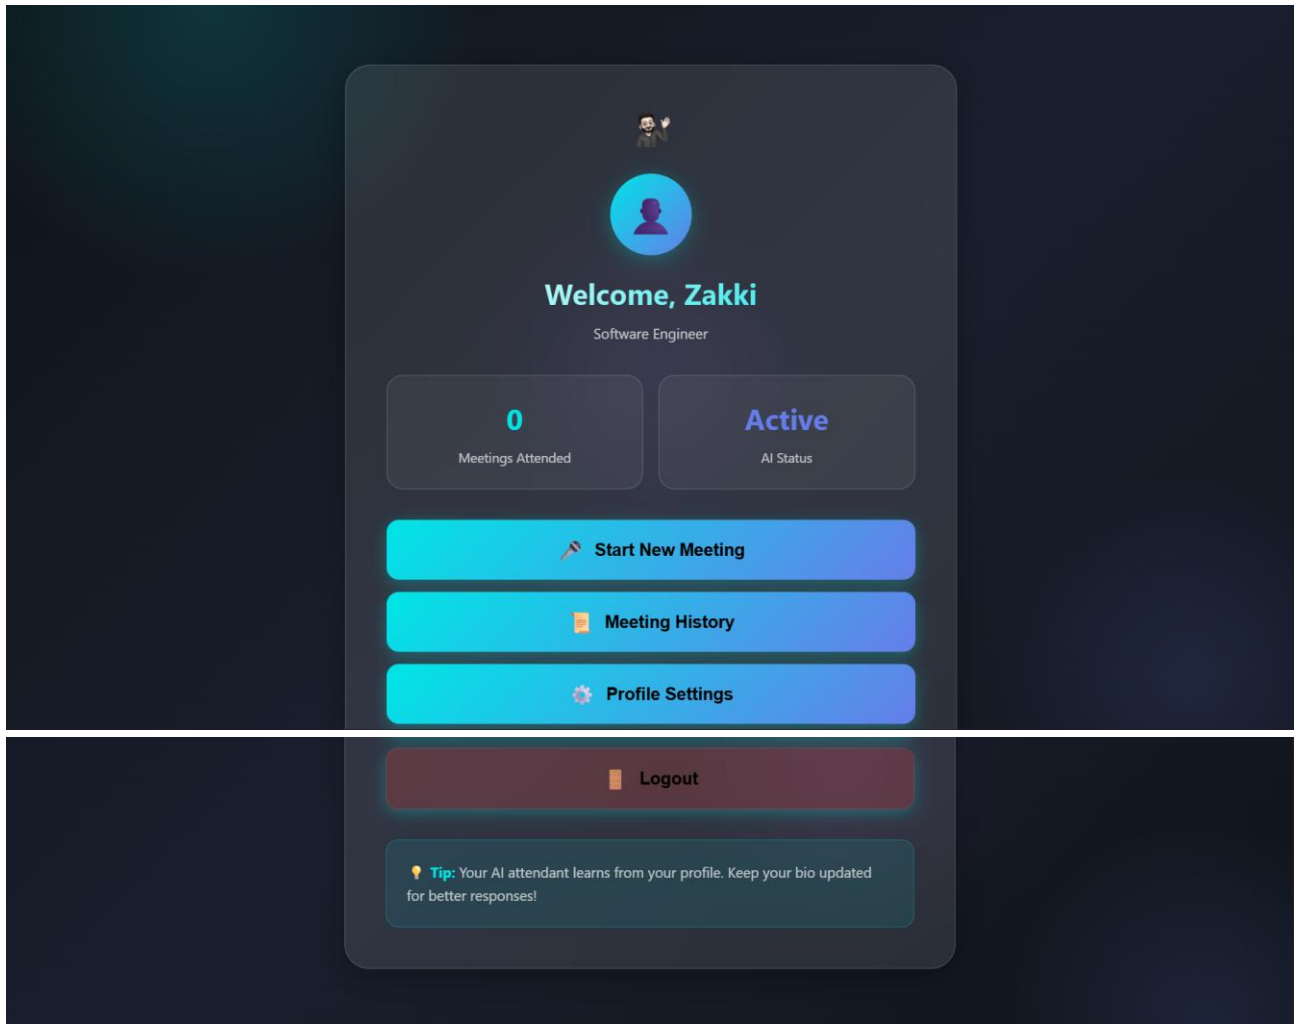 Welcome, Zakki
Software Engineer
0
Meetings Attended
Active
AI Status
Start New Meeting
Meeting History
Profile Settings
Logout
Tip: Your AI attendant learns from your profile. Keep your bio updated
for better responses!